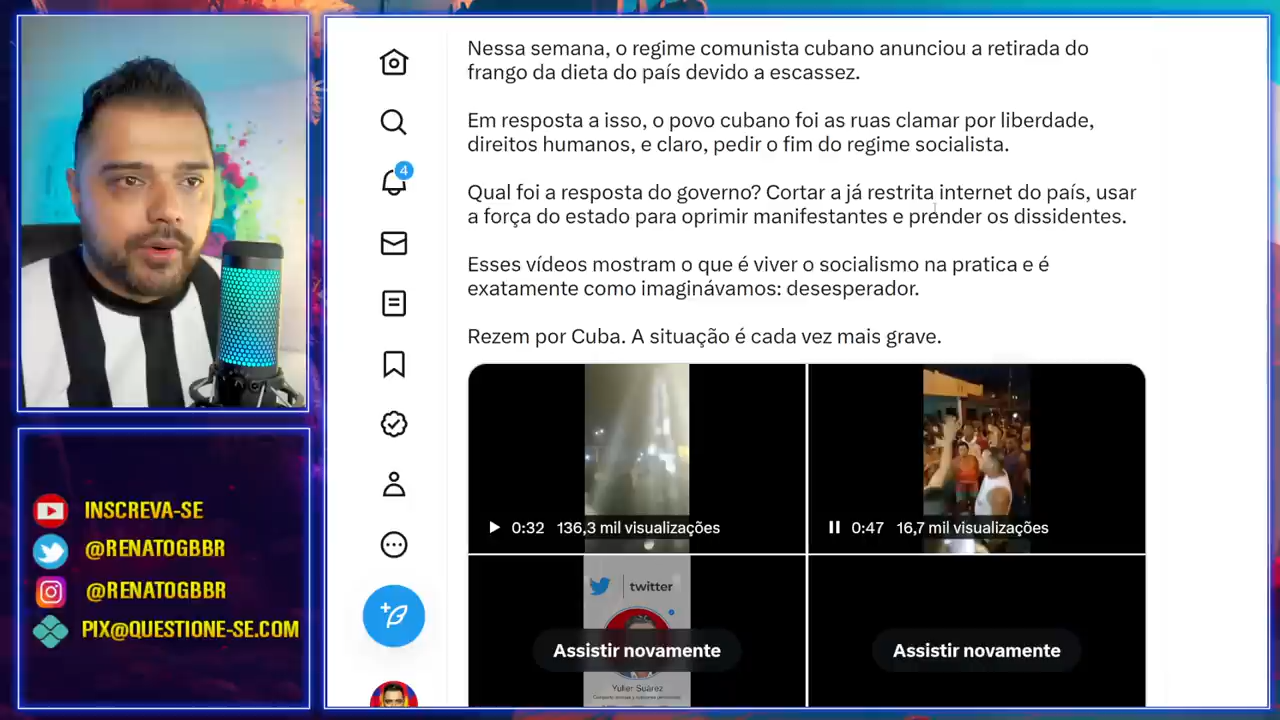 Nessa semana, o regime comunista cubano anunciou a retirada do
frango da dieta do país devido a escassez.
Em resposta a isso, o povo cubano foi as ruas clamar por liberdade,
direitos humanos, e claro, pedir o fim do regime socialista.
Qual foi a resposta do governo? Cortar a já restrita internet do país, usar
a força do estado para oprimir manifestantes e prender os dissidentes.
Esses vídeos mostram o que é viver o socialismo na pratica e é
exatamente como imaginávamos: desesperador.
Rezem por Cuba. A situação é cada vez mais grave.
4
0:32 136,3 mil visualizações
0:47 16,7 mil visualizações
twitter
Assistir novamente
Assistir novamente
Yulier Suárez
INSCREVA-SE
@RENATOGBBR
@RENATOGBBR
PIX@QUESTIONE-SE.COM